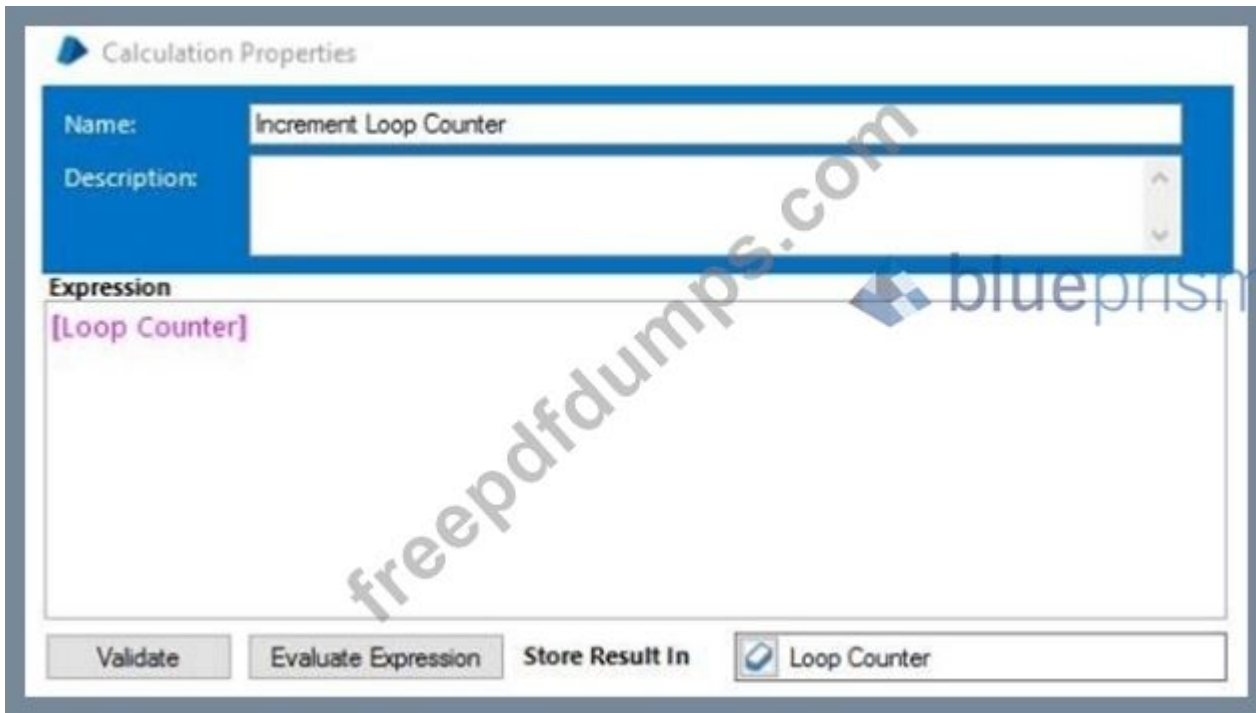 Calculation Properties
Name: Increment Loop Counter
Description:
Expression
[Loop Counter]
Validate Evaluate Expression Store Result In Loop Counter
freepdfdumps.com
blueprism